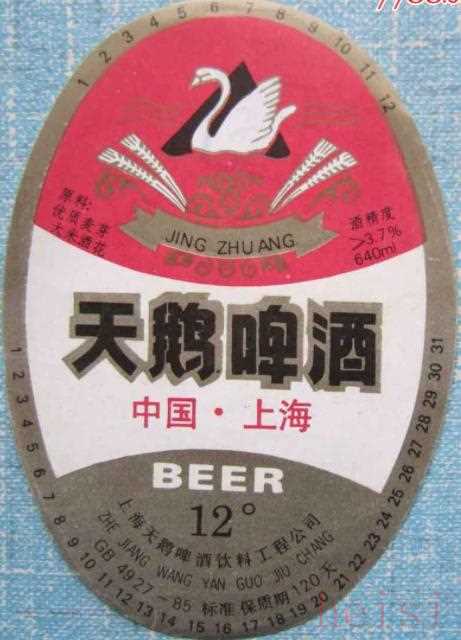 1 2 3 4 5 6 7 8 9 10 11 12
原料:
优质麦芽
大米酒花
酒精度
≥3.7%
640ml
JING ZHUANG
天鹅啤酒
中国·上海
BEER
12°
上海天鹅啤酒饮料工程公司
ZHE JIANG WANG YAN GUO JIU CHANG
GB 4927-85 标准 保质期 120 天
1 2 3 4 5 6 7 8 9 10 11 12 13 14 15 16 17 18 19 20 21 22 23 24 25 26 27 28 29 30 31